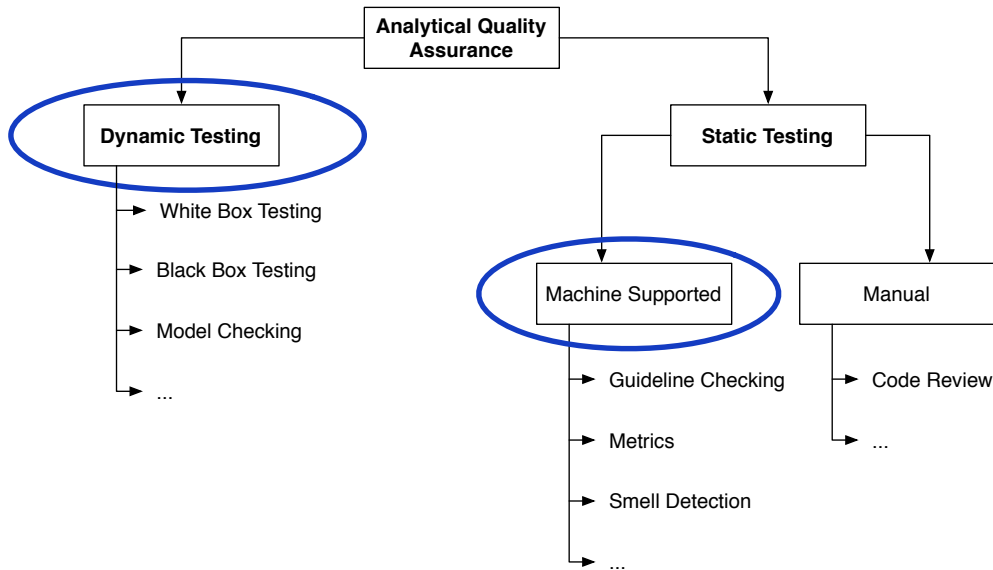 Analytical Quality
Assurance
Dynamic Testing
White Box Testing
Black Box Testing
Model Checking
...
Static Testing
Machine Supported
Guideline Checking
Metrics
Smell Detection
...
Manual
Code Review
...